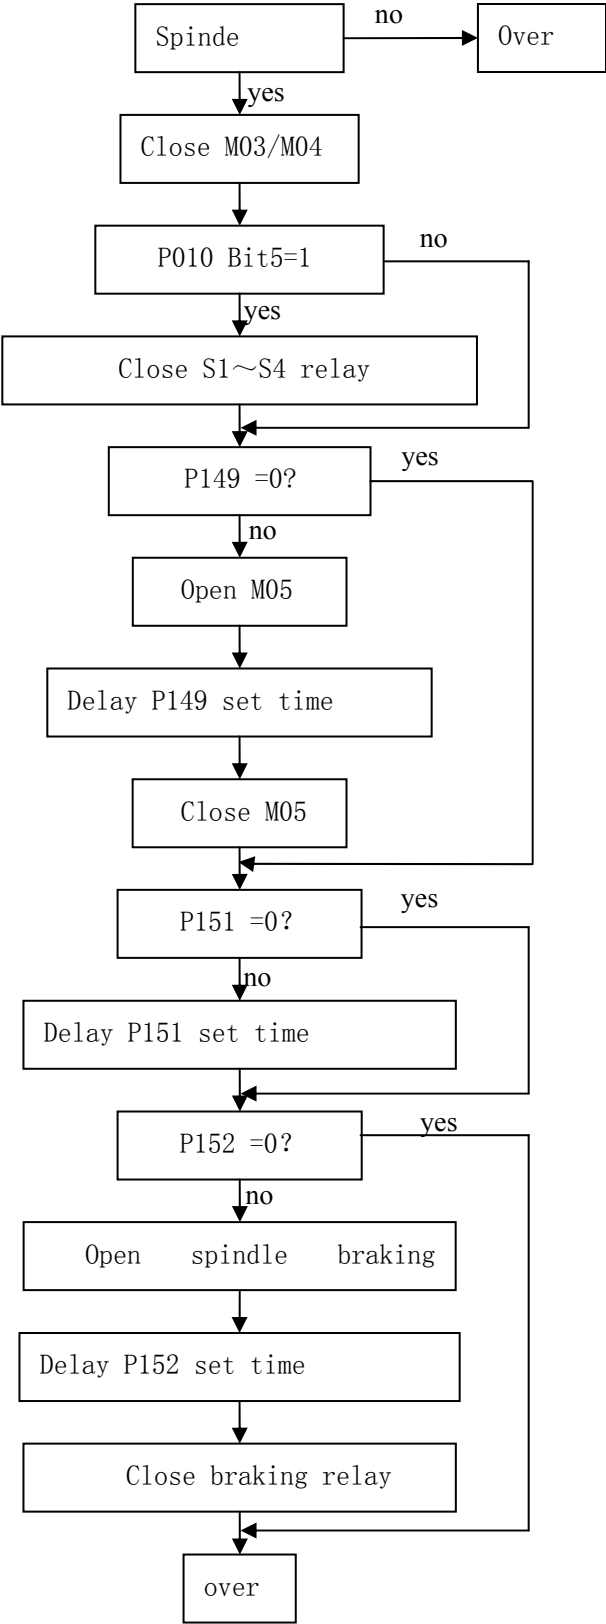 Spinde
no
Over
yes
Close M03/M04
P010 Bit5=1
no
yes
Close S1～S4 relay
P149 =0?
yes
no
Open M05
Delay P149 set time
Close M05
P151 =0?
yes
no
Delay P151 set time
P152 =0?
yes
no
Open spindle braking
Delay P152 set time
Close braking relay
over